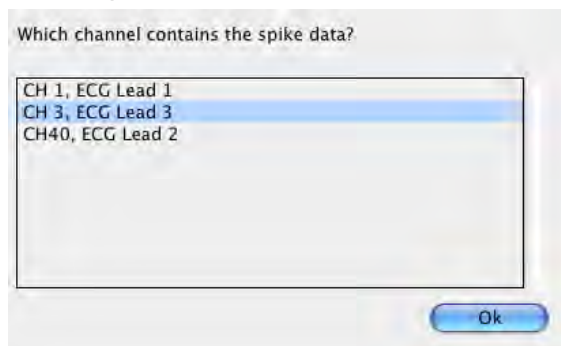 Which channel contains the spike data?
CH 1, ECG Lead 1
CH 3, ECG Lead 3
CH40, ECG Lead 2
Ok